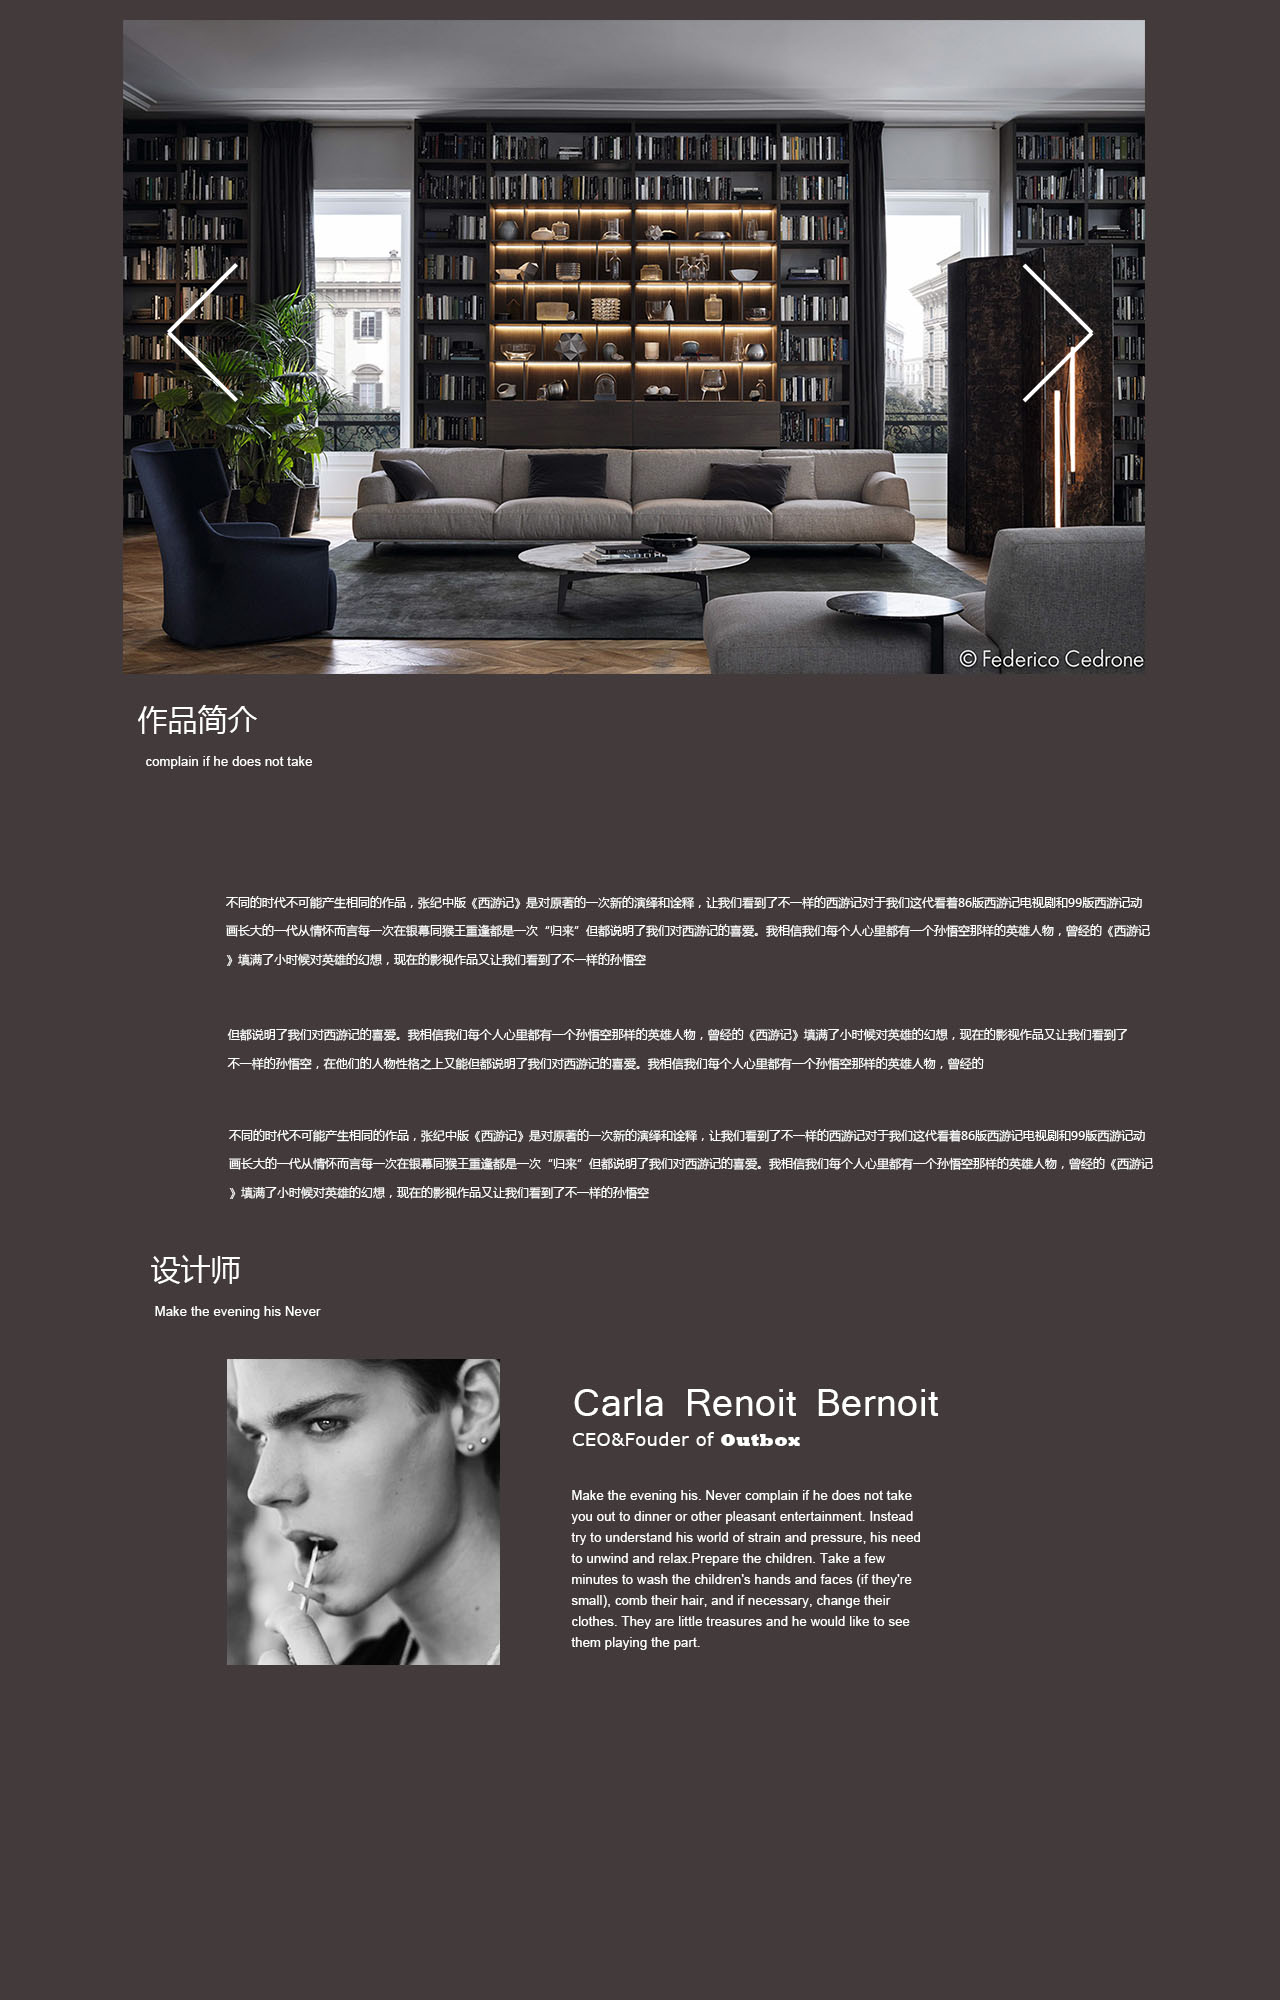 © Federico Cedrone
作品简介
complain if he does not take
不同的时代不可能产生相同的作品，张纪中版《西游记》是对原著的一次新的演绎和诠释，让我们看到了不一样的西游记对于我们这代看着86版西游记电视剧和99版西游记动
画长大的一代从情怀而言每一次在银幕同猴王重逢都是一次“归来”但都说明了我们对西游记的喜爱。我相信我们每个人心里都有一个孙悟空那样的英雄人物，曾经的《西游记
》填满了小时候对英雄的幻想，现在的影视作品又让我们看到了不一样的孙悟空
但都说明了我们对西游记的喜爱。我相信我们每个人心里都有一个孙悟空那样的英雄人物，曾经的《西游记》填满了小时候对英雄的幻想，现在的影视作品又让我们看到了
不一样的孙悟空，在他们的人物性格之上又能但都说明了我们对西游记的喜爱。我相信我们每个人心里都有一个孙悟空那样的英雄人物，曾经的
不同的时代不可能产生相同的作品，张纪中版《西游记》是对原著的一次新的演绎和诠释，让我们看到了不一样的西游记对于我们这代看着86版西游记电视剧和99版西游记动
画长大的一代从情怀而言每一次在银幕同猴王重逢都是一次“归来”但都说明了我们对西游记的喜爱。我相信我们每个人心里都有一个孙悟空那样的英雄人物，曾经的《西游记
》填满了小时候对英雄的幻想，现在的影视作品又让我们看到了不一样的孙悟空
设计师
Make the evening his Never
Carla Renoit Bernoit
CEO&Fouder of Outbox
Make the evening his. Never complain if he does not take
you out to dinner or other pleasant entertainment. Instead
try to understand his world of strain and pressure, his need
to unwind and relax.Prepare the children. Take a few
minutes to wash the children's hands and faces (if they're
small), comb their hair, and if necessary, change their
clothes. They are little treasures and he would like to see
them playing the part.